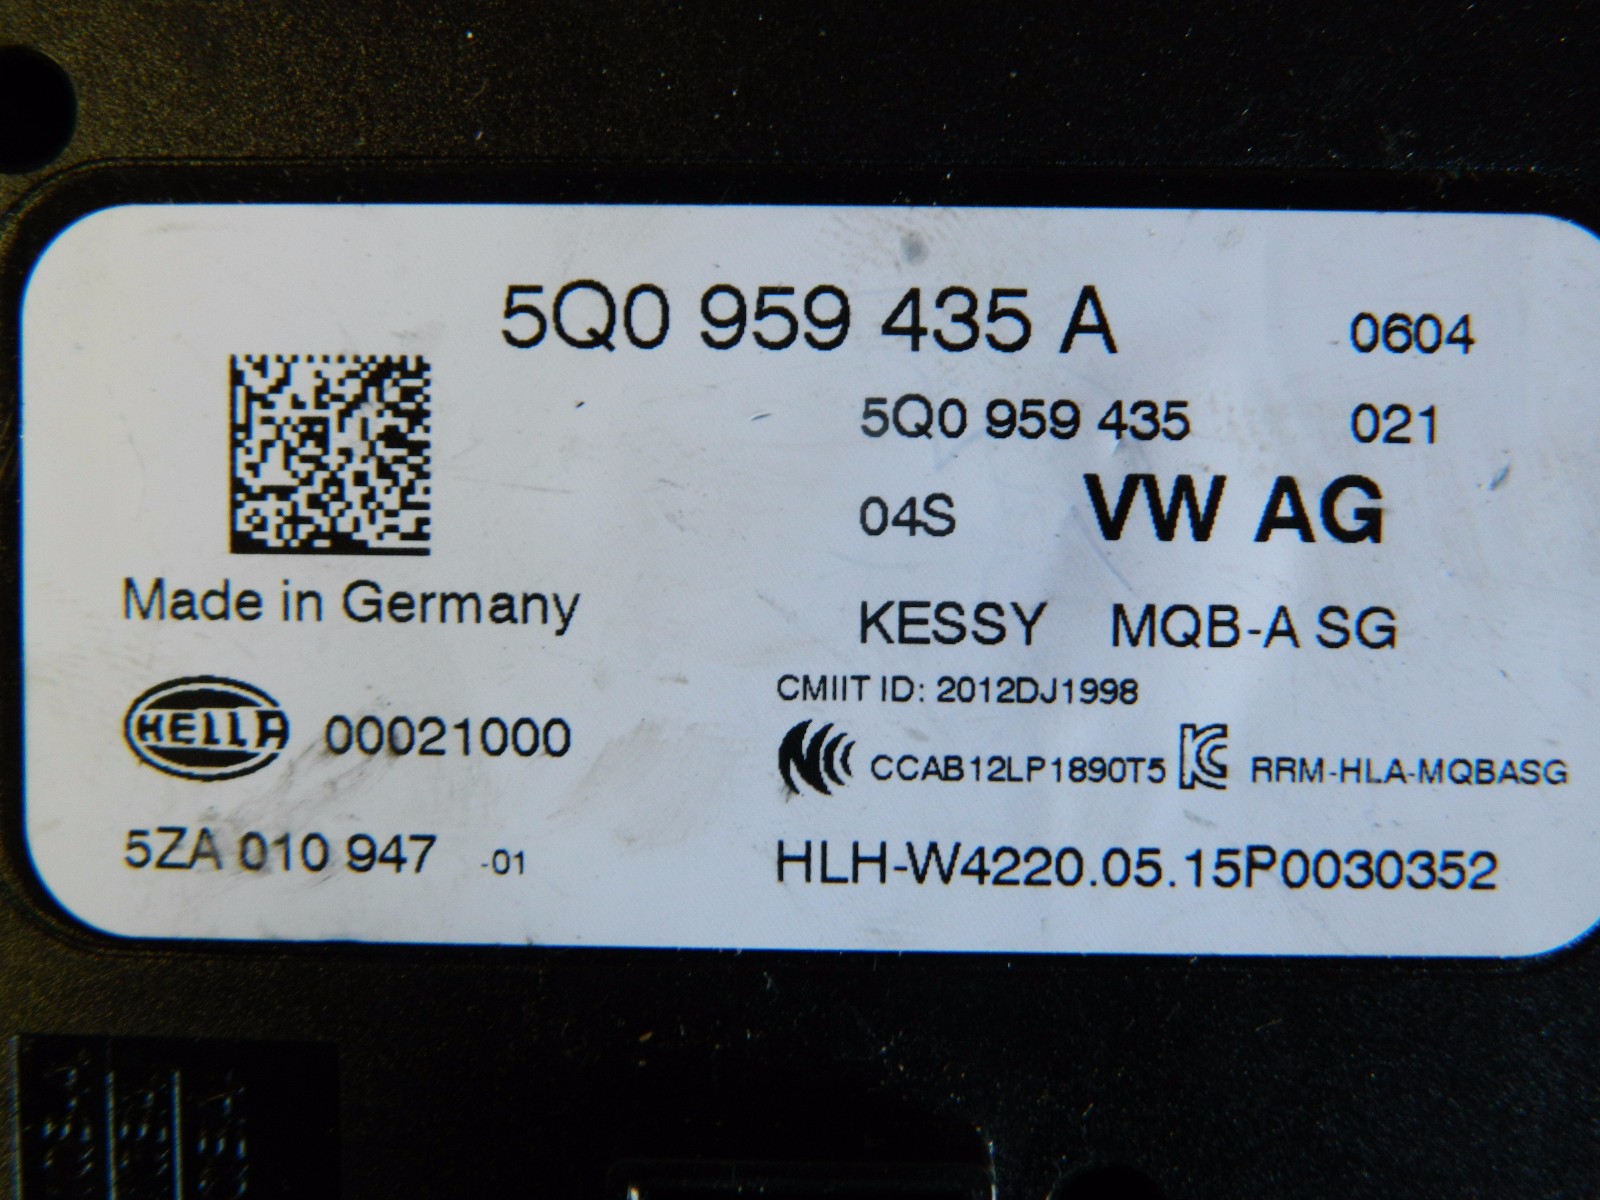 5Q0 959 435 A 0604
5Q0 959 435 021
04S VW AG
Made in Germany
KESSY MQB-A SG
CMIIT ID: 2012DJ1998
HELLA 00021000
CCAB12LP1890T5 RRM-HLA-MQBASG
5ZA 010 947 -01
HLH-W4220.05.15P0030352